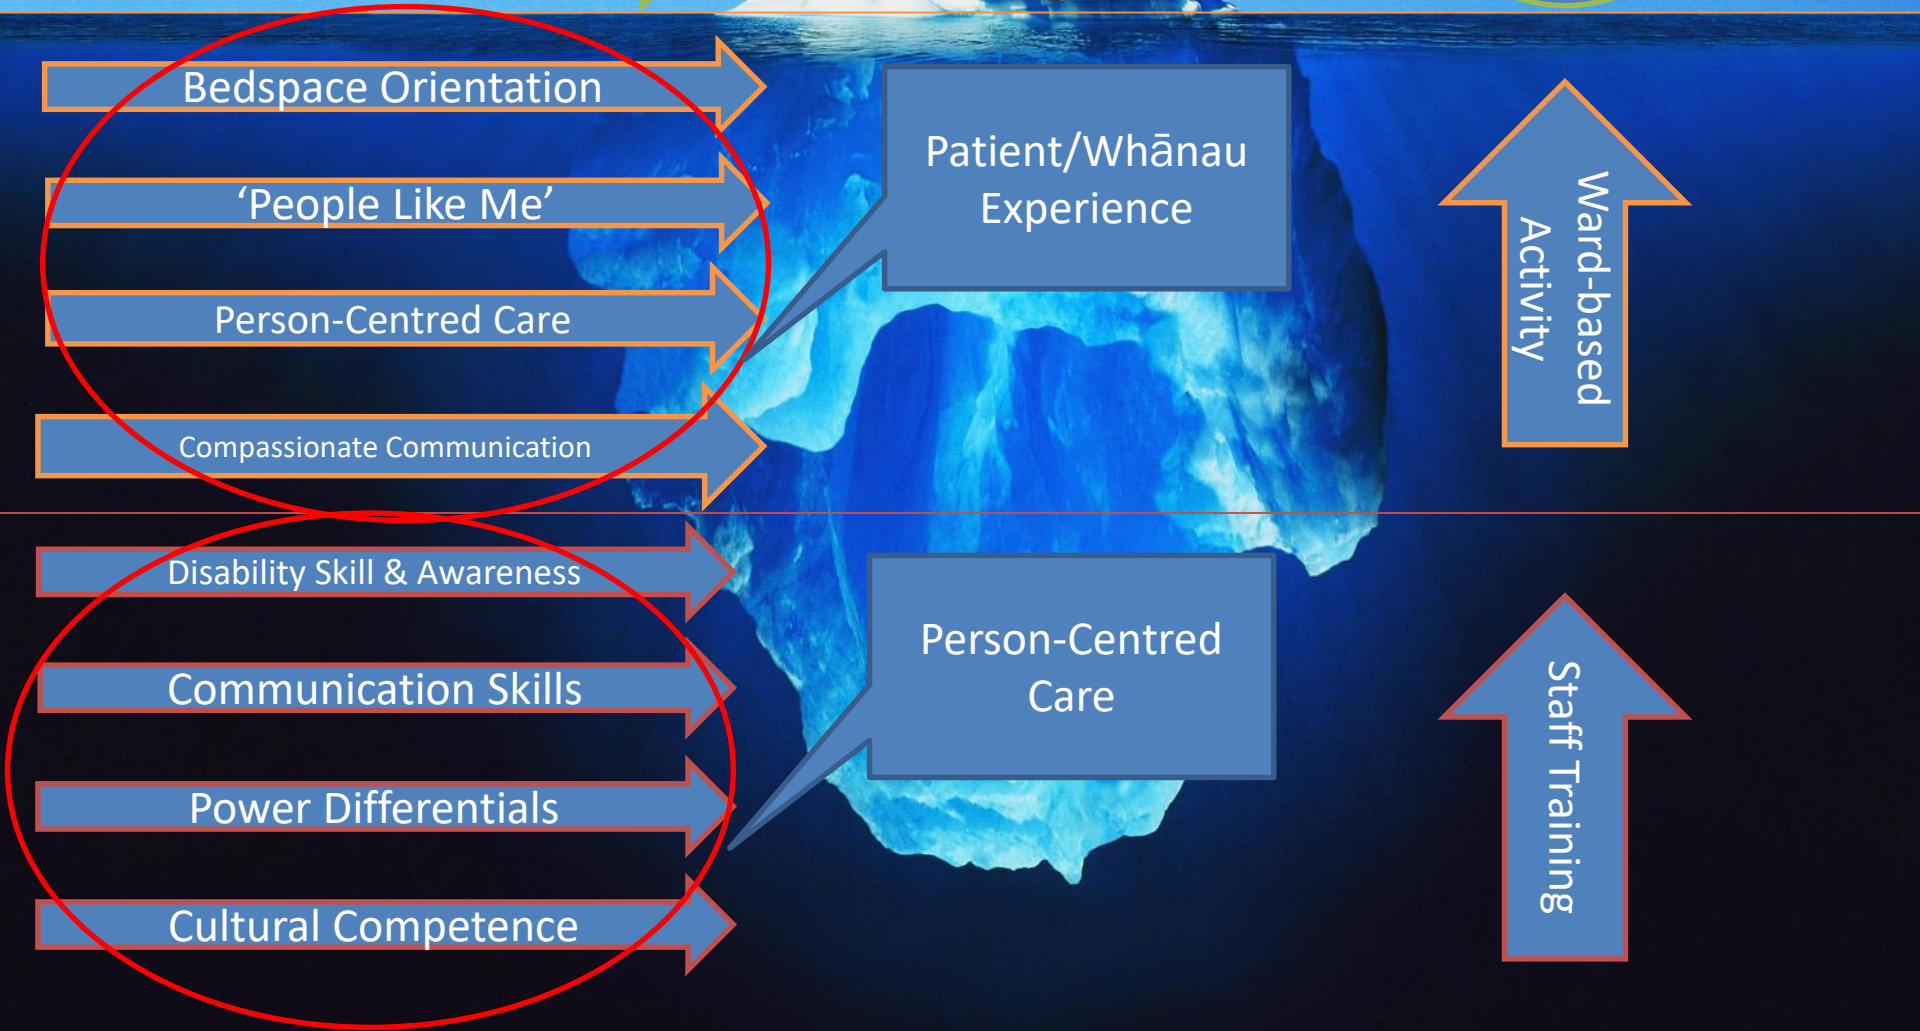 Bedspace Orientation
‘People Like Me’
Person-Centred Care
Compassionate Communication
Patient/Whānau
Experience
Ward-based
Activity
Disability Skill & Awareness
Communication Skills
Power Differentials
Cultural Competence
Person-Centred
Care
Staff Training